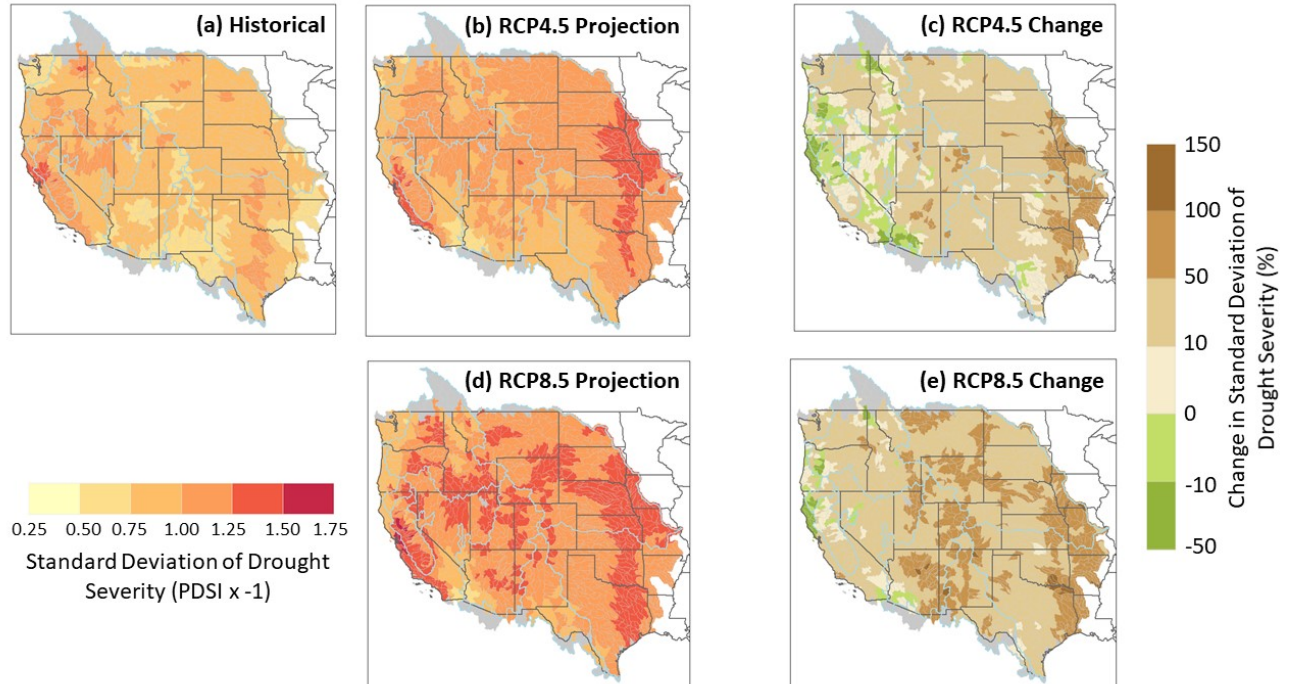 (a) Historical
(b) RCP4.5 Projection
(c) RCP4.5 Change
(d) RCP8.5 Projection
(e) RCP8.5 Change
0.25 0.50 0.75 1.00 1.25 1.50 1.75
Standard Deviation of Drought
Severity (PDSI x -1)
150
100
50
10
0
-10
-50
Change in Standard Deviation of
Drought Severity (%)